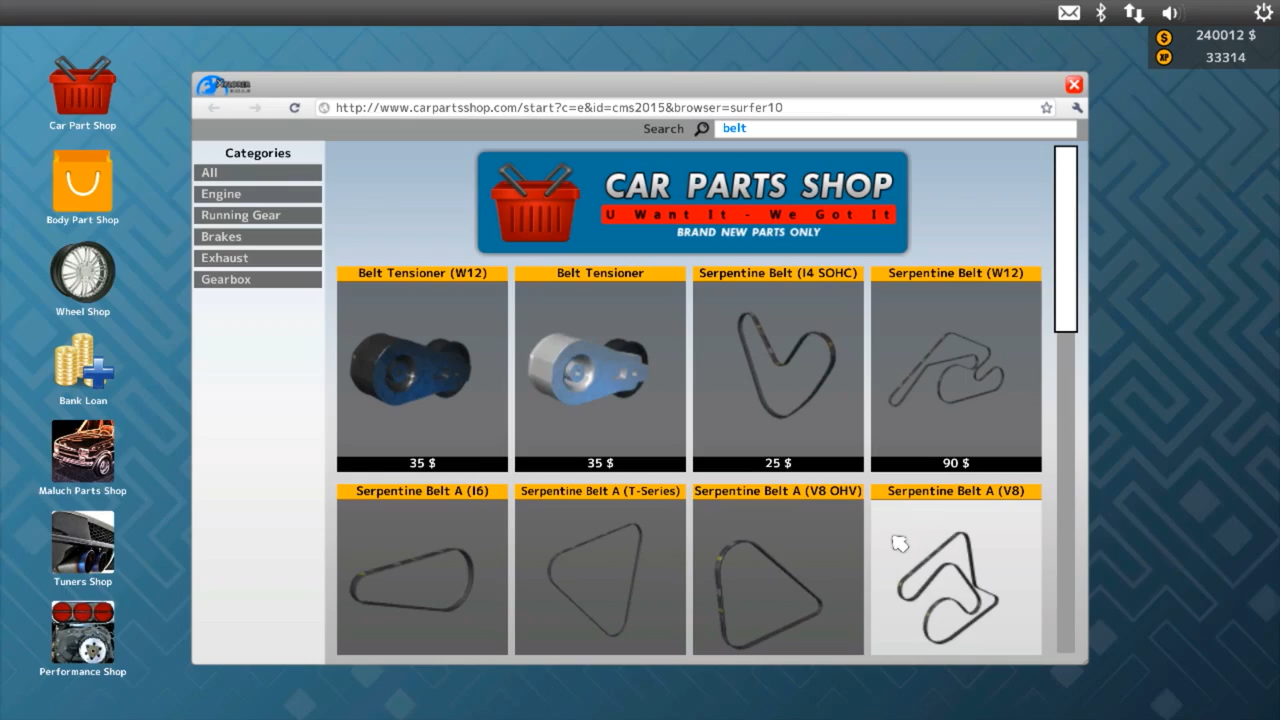 240012 $
33314
Car Part Shop
Body Part Shop
Wheel Shop
Bank Loan
Maluch Parts Shop
Tuners Shop
Performance Shop
http://www.carpartsshop.com/start?c=e&id=cms2015&browser=surfer10
Search belt
Categories
All
Engine
Running Gear
Brakes
Exhaust
Gearbox
CAR PARTS SHOP
U Want It - We Got It
BRAND NEW PARTS ONLY
Belt Tensioner (W12) Belt Tensioner Serpentine Belt (I4 SOHC) Serpentine Belt (W12)
35 $ 35 $ 25 $ 90 $
Serpentine Belt A (I6) Serpentine Belt A (T-Series) Serpentine Belt A (V8 OHV) Serpentine Belt A (V8)